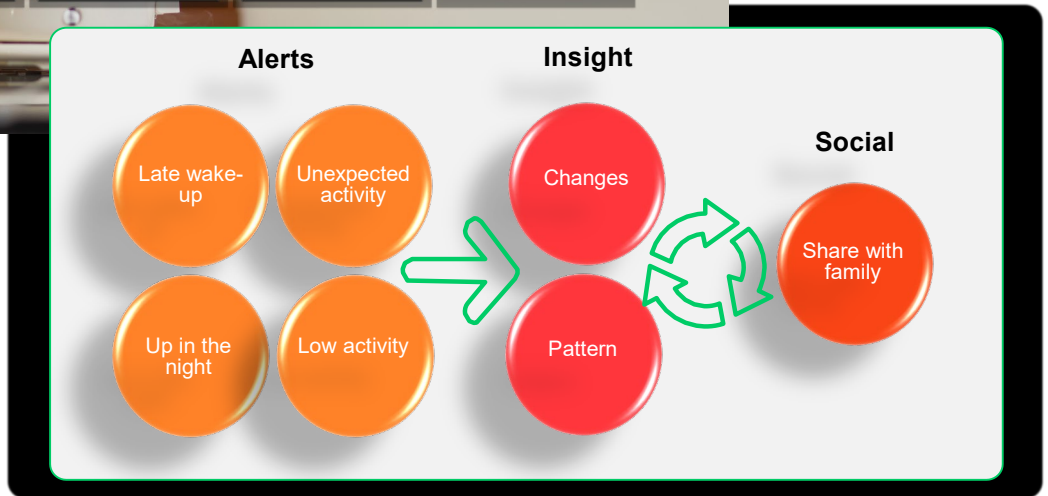 Alerts
Insight
Social
Late wake-
up
Unexpected
activity
Up in the
night
Low activity
Changes
Pattern
Share with
family